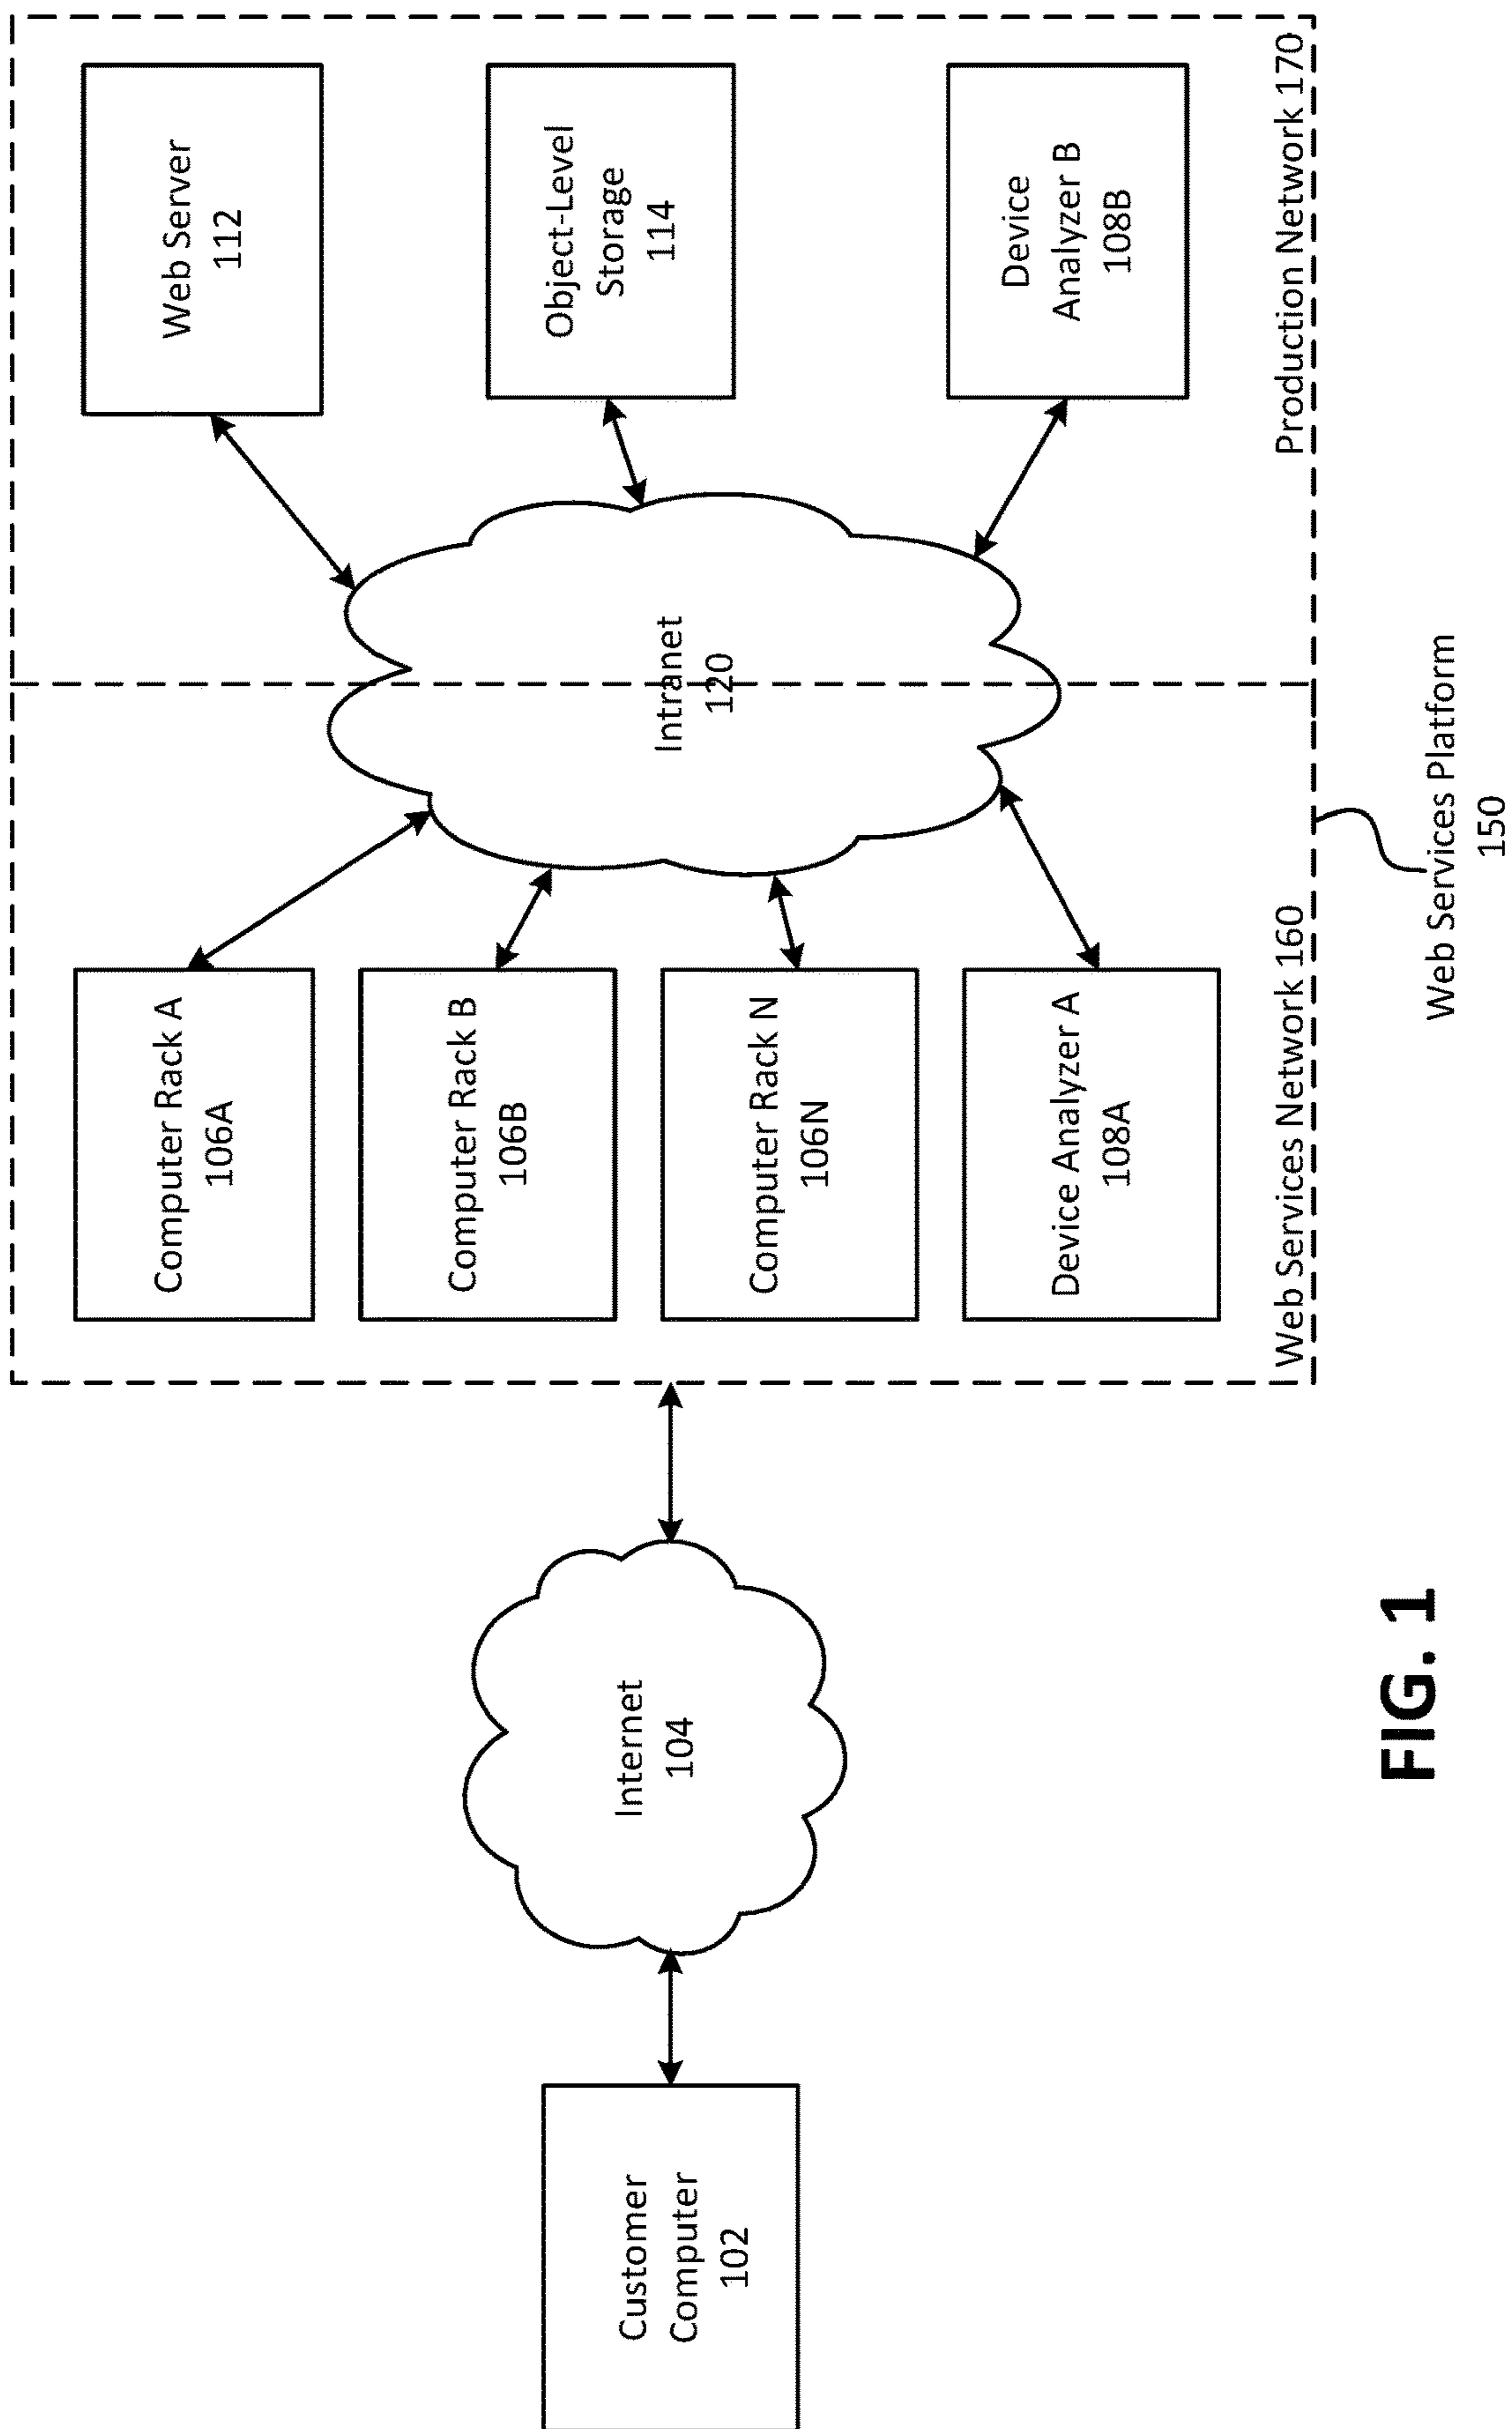 Customer
Computer
102
Internet
104
Computer Rack A
106A
Computer Rack B
106B
Computer Rack N
106N
Device Analyzer A
108A
Web Services Network 160
Intranet
120
Web Server
112
Object-Level
Storage
114
Device
Analyzer B
108B
Production Network 170
Web Services Platform
150
FIG. 1